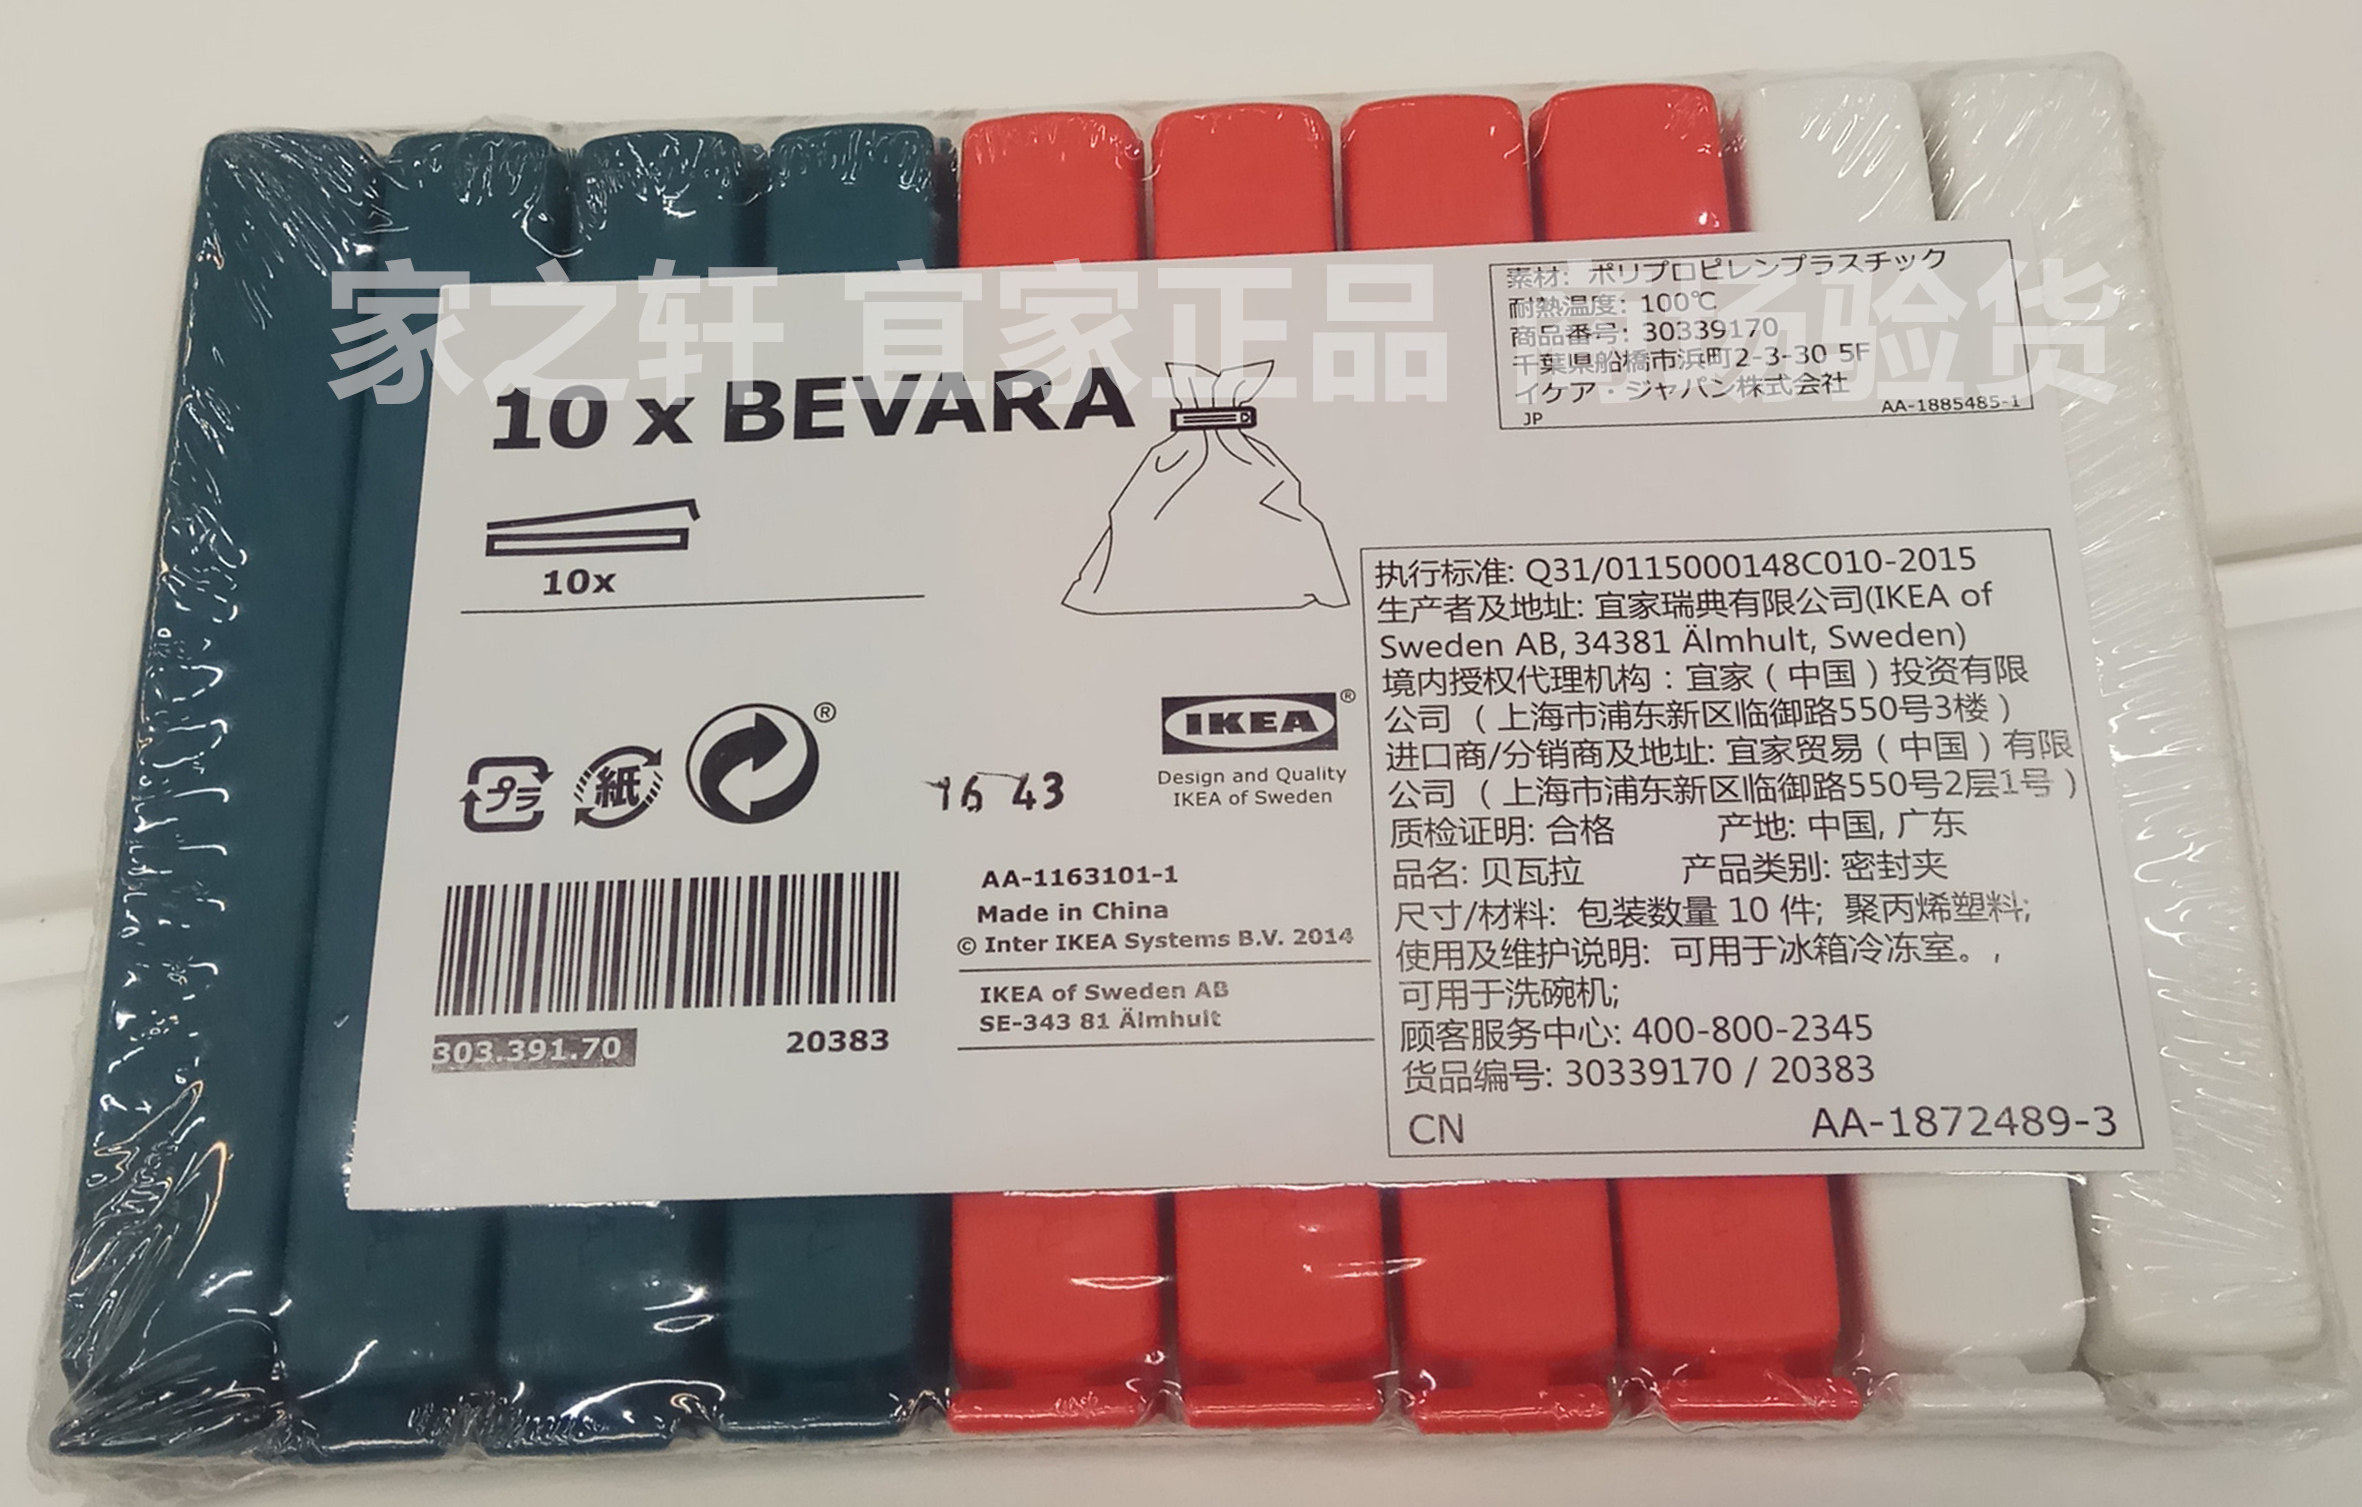 家之轩 宜家正品 商场验货
10 x BEVARA
10x
素材: ポリプロピレンプラスチック
耐熱温度: 100℃
商品番号: 30339170
千葉県船橋市浜町2-3-30 5F
イケア・ジャパン株式会社
JP AA-1885485-1
执行标准: Q31/0115000148C010-2015
生产者及地址: 宜家瑞典有限公司(IKEA of
Sweden AB, 34381 Älmhult, Sweden)
境内授权代理机构：宜家（中国）投资有限
公司 （上海市浦东新区临御路550号3楼）
进口商/分销商及地址: 宜家贸易（中国）有限
公司 （上海市浦东新区临御路550号2层1号）
质检证明: 合格 产地: 中国, 广东
品名: 贝瓦拉 产品类别: 密封夹
尺寸/材料: 包装数量 10 件; 聚丙烯塑料;
使用及维护说明: 可用于冰箱冷冻室。,
可用于洗碗机;
顾客服务中心: 400-800-2345
货品编号: 30339170 / 20383
CN AA-1872489-3
プラ
紙
®
1643
IKEA®
Design and Quality
IKEA of Sweden
303.391.70 20383
AA-1163101-1
Made in China
© Inter IKEA Systems B.V. 2014
IKEA of Sweden AB
SE-343 81 Älmhult